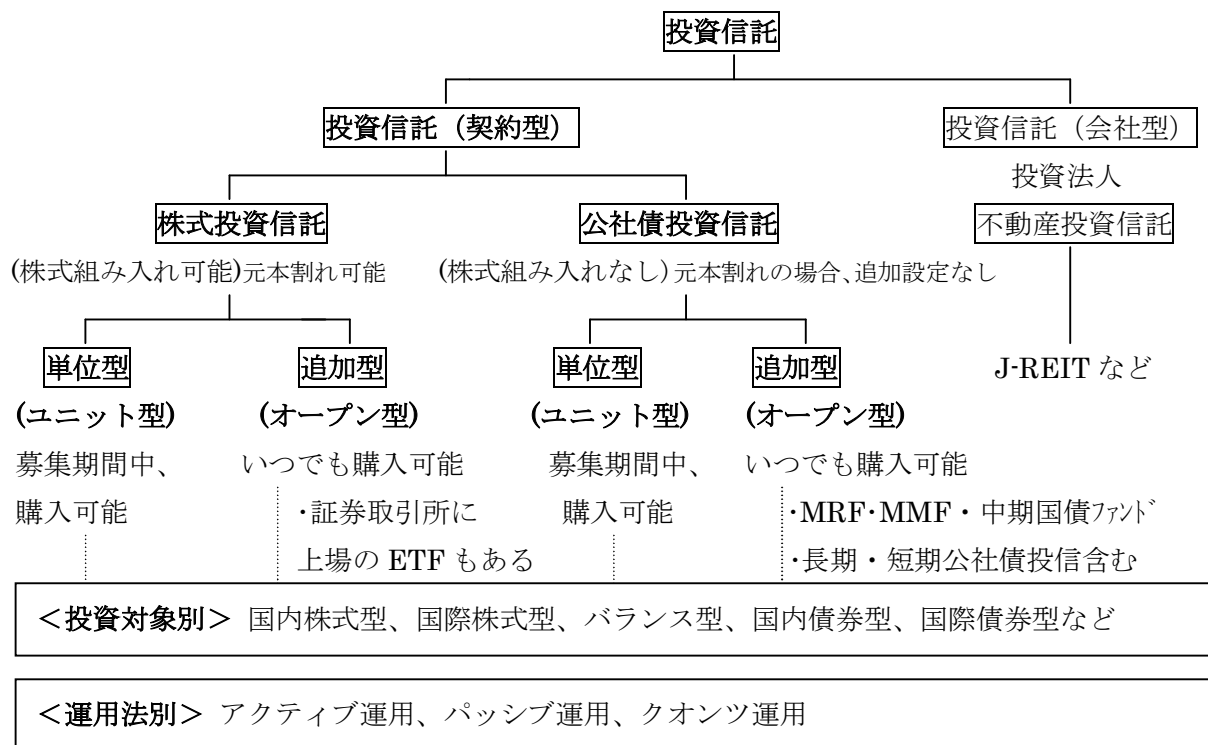 投資信託
投資信託（契約型）
投資信託（会社型）
投資法人
株式投資信託
公社債投資信託
不動産投資信託
(株式組み入れ可能)元本割れ可能
(株式組み入れなし)元本割れの場合、追加設定なし
単位型
追加型
単位型
追加型
J-REIT など
(ユニット型)
(オープン型)
(ユニット型)
(オープン型)
募集期間中、
いつでも購入可能
募集期間中、
いつでも購入可能
購入可能
・証券取引所に
購入可能
・MRF・MMF・中期国債ﾌｧﾝﾄﾞ
上場の ETF もある
・長期・短期公社債投信含む
＜投資対象別＞ 国内株式型、国際株式型、バランス型、国内債券型、国際債券型など
＜運用法別＞ アクティブ運用、パッシブ運用、クオンツ運用